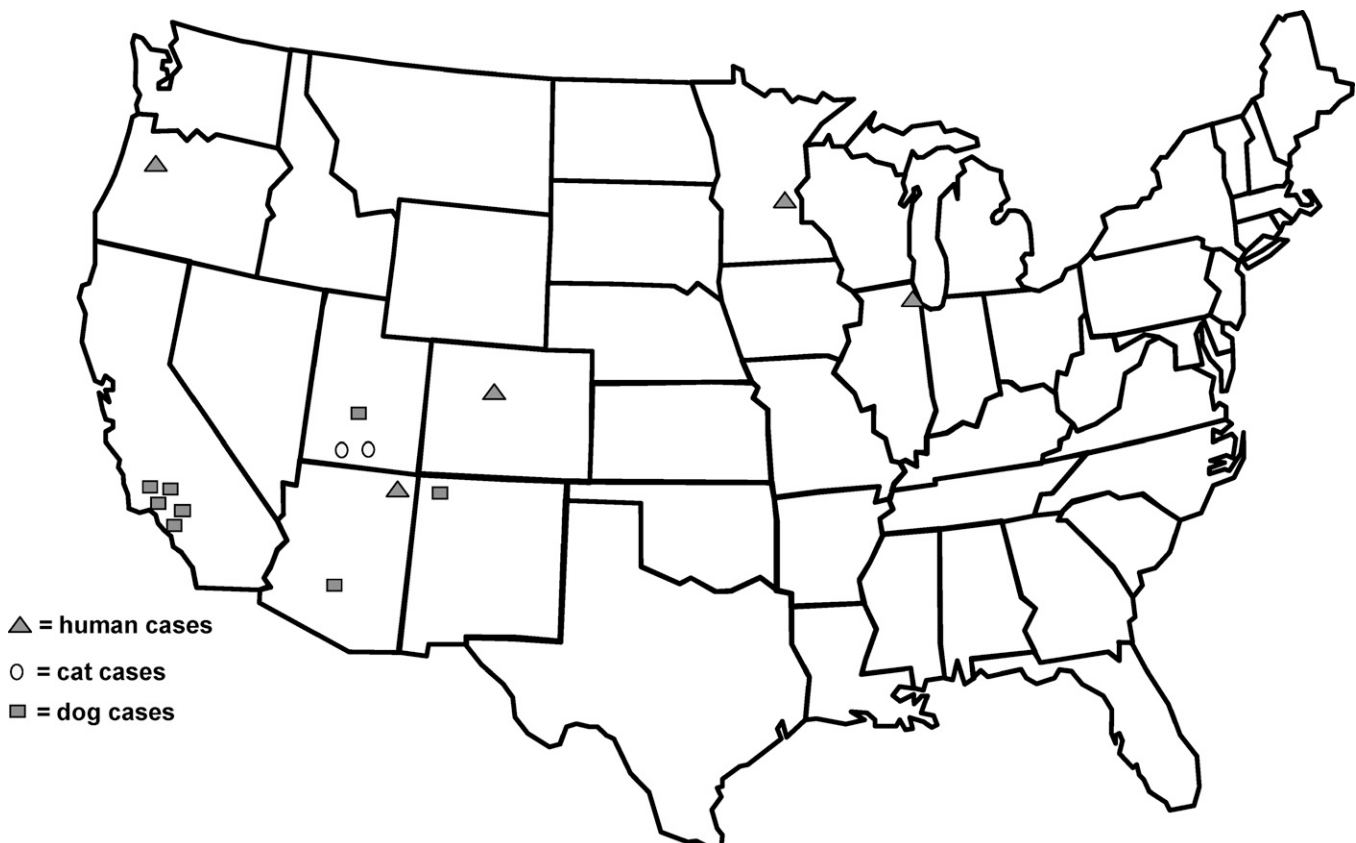 = human cases
= cat cases
= dog cases